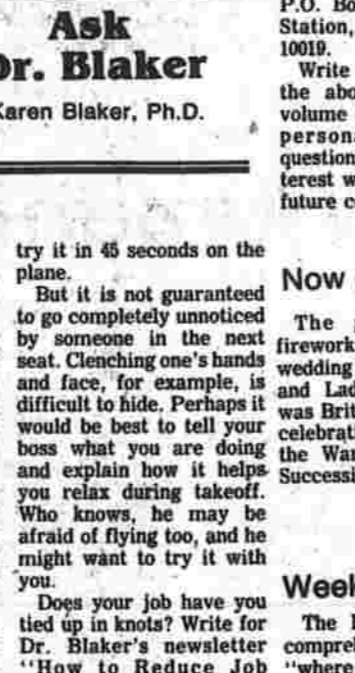 Ask
Dr. Blaker
Karen Blaker, Ph.D.
try it in 45 seconds on the
plane.
But it is not guaranteed
to go completely unnoticed
by someone in the next
seat. Clenching one's hands
and face, for example, is
difficult to hide. Perhaps it
would be best to tell your
boss what you are doing
and explain how it helps
you relax during takeoff.
Who knows, he may be
afraid of flying too, and he
might want to try it with
you.
Does your job have you
tied up in knots? Write for
Dr. Blaker's newsletter
"How to Reduce Job
P.O. Bo
Station,
10019.
Write
the abo
volume
person
question
terest w
future c
Now
The
firework
wedding
and Lad
was Brit
celebrati
the War
Successi
Week
The
compreh
"where